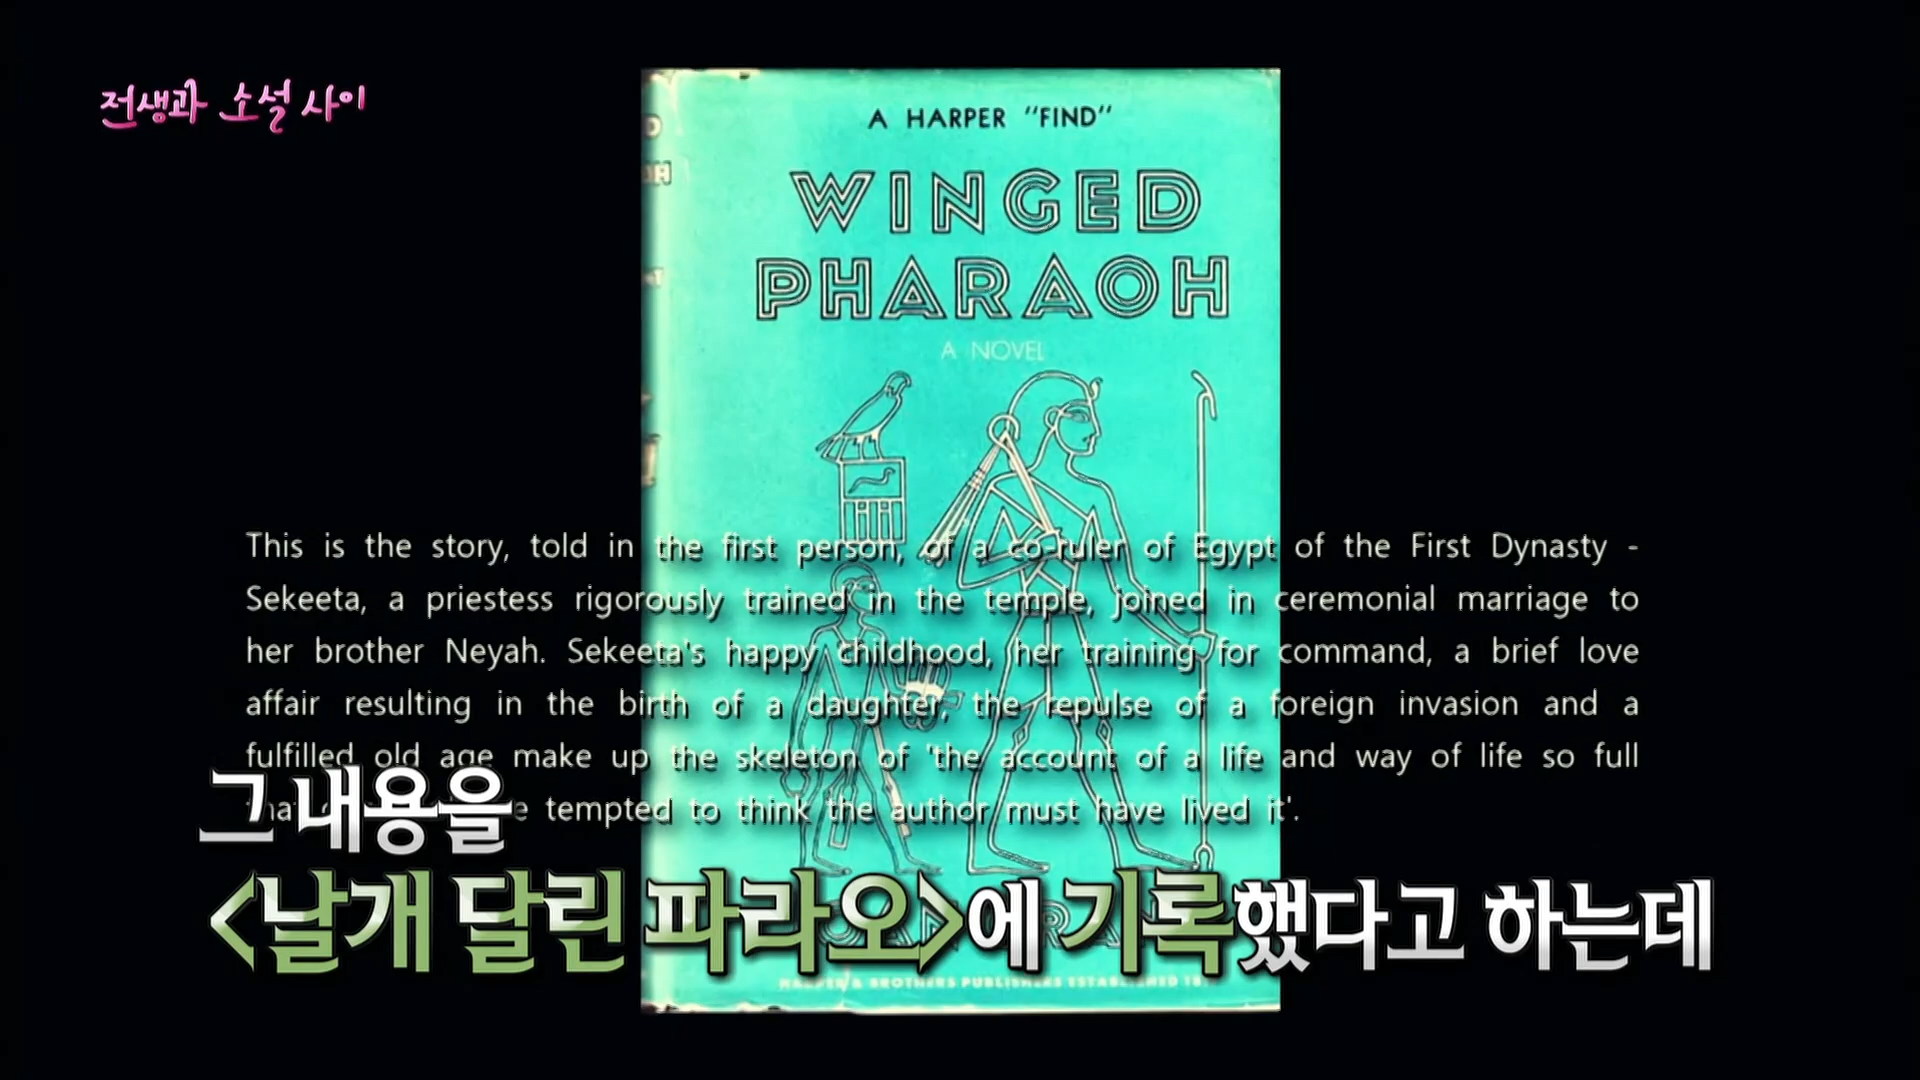 전생과 소설 사이
A HARPER "FIND"
WINGED
PHARAOH
A NOVEL
This is the story, told in the first person, of a co-ruler of Egypt of the First Dynasty -
Sekeeta, a priestess rigorously trained in the temple, joined in ceremonial marriage to
her brother Neyah. Sekeeta's happy childhood, her training for command, a brief love
affair resulting in the birth of a daughter, the repulse of a foreign invasion and a
fulfilled old age make up the skeleton of 'the account of a life and way of life so full
tempted to think the author must have lived it'.
그 내용을
<날개 달린 파라오>에 기록했다고 하는데
HARPER & BROTHERS PUBLISHERS ESTABLISHED